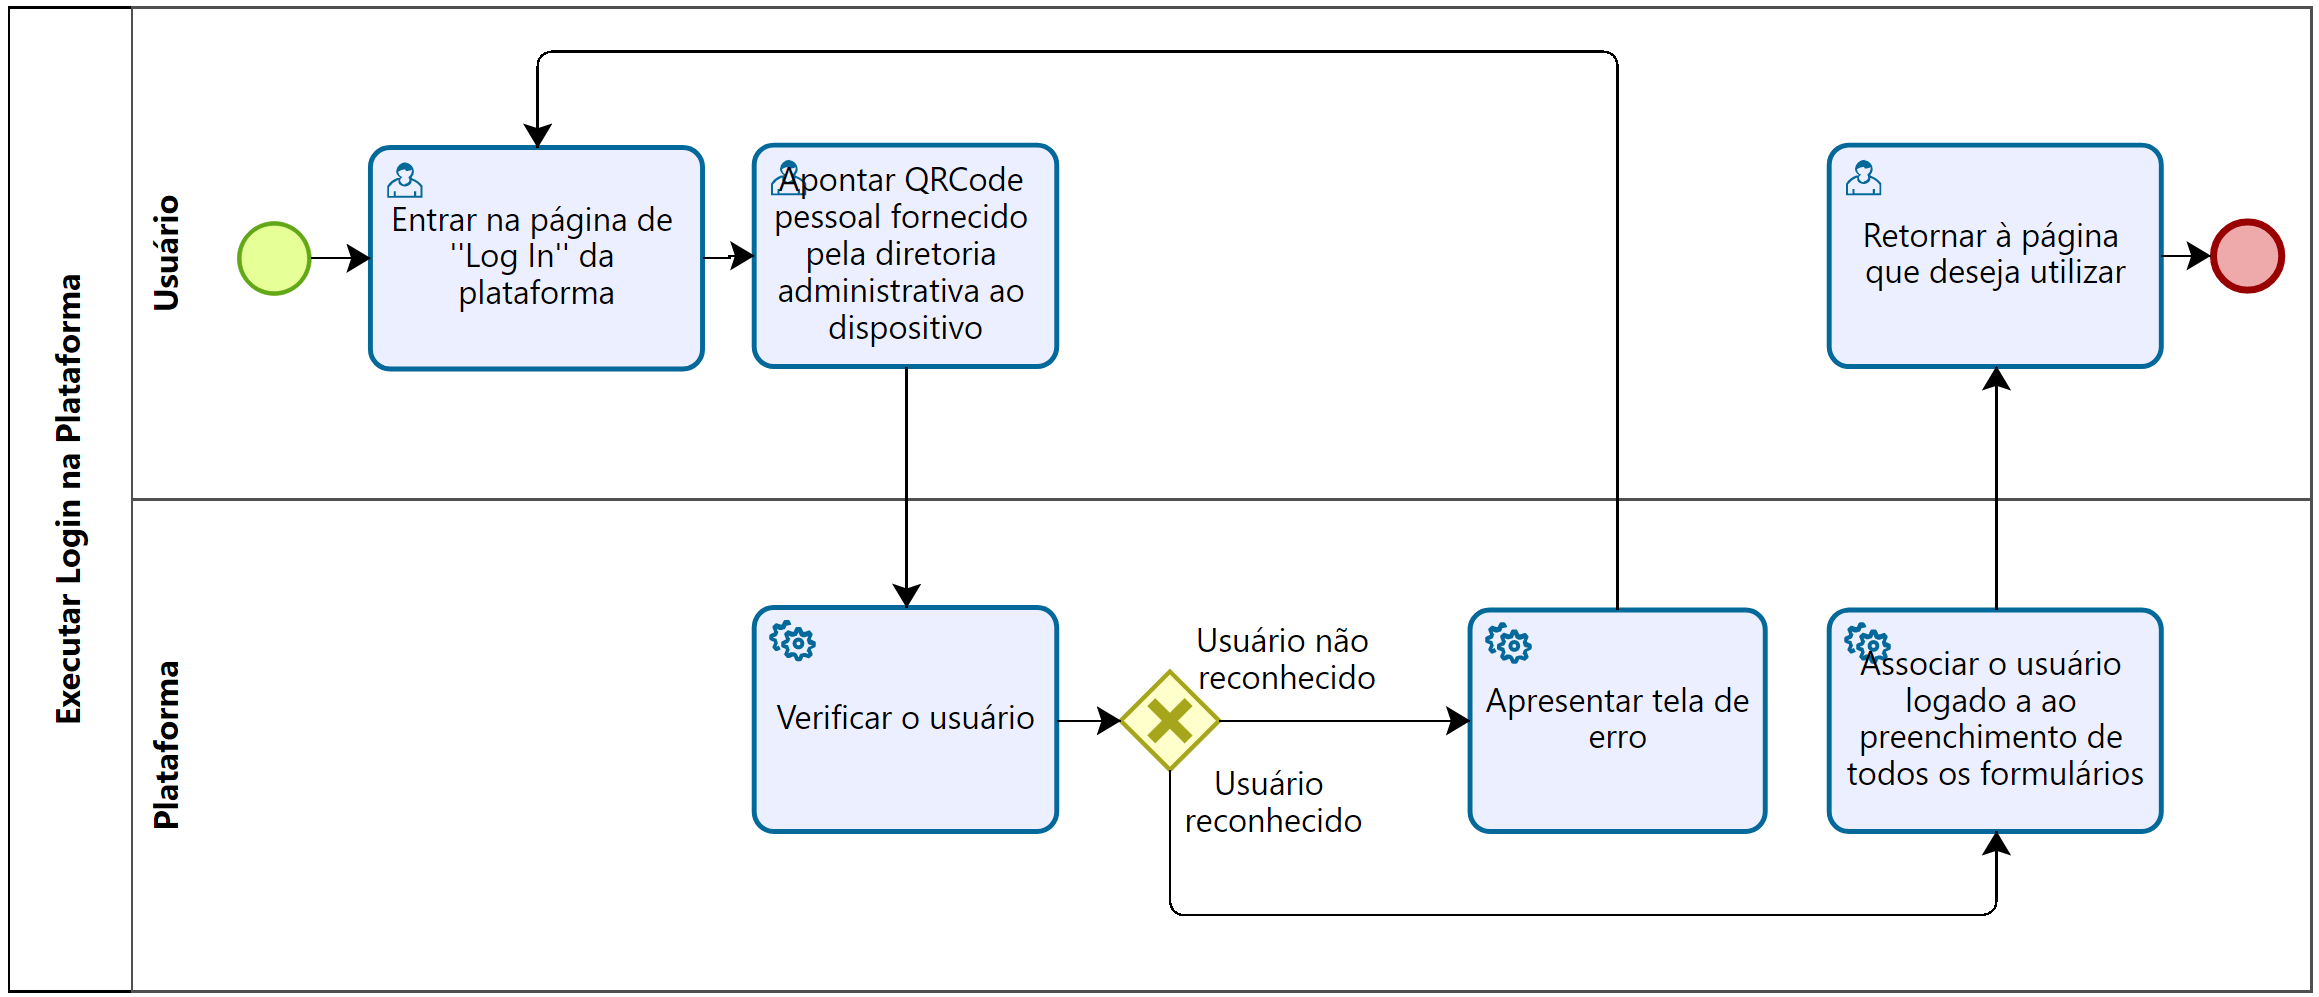 Executar Login na Plataforma
Usuário
Entrar na página de
"Log In" da
plataforma
Apontar QRCode
pessoal fornecido
pela diretoria
administrativa ao
dispositivo
Retornar à página
que deseja utilizar
Plataforma
Verificar o usuário
Usuário não
reconhecido
Usuário
reconhecido
Apresentar tela de
erro
Associar o usuário
logado a ao
preenchimento de
todos os formulários